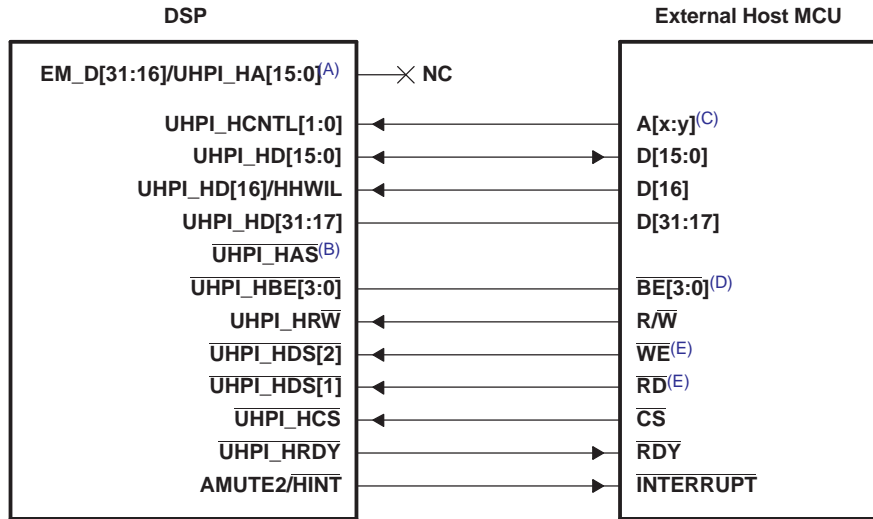 DSP External Host MCU
EM_D[31:16]/UHPI_HA[15:0](A) NC
UHPI_HCNTL[1:0] A[x:y](C)
UHPI_HD[15:0] D[15:0]
UHPI_HD[16]/HHWIL D[16]
UHPI_HD[31:17] D[31:17]
UHPI_HAS(B)
UHPI_HBE[3:0] BE[3:0](D)
UHPI_HRW R/W
UHPI_HDS[2] WE(E)
UHPI_HDS[1] RD(E)
UHPI_HCS CS
UHPI_HRDY RDY
AMUTE2/HINT INTERRUPT